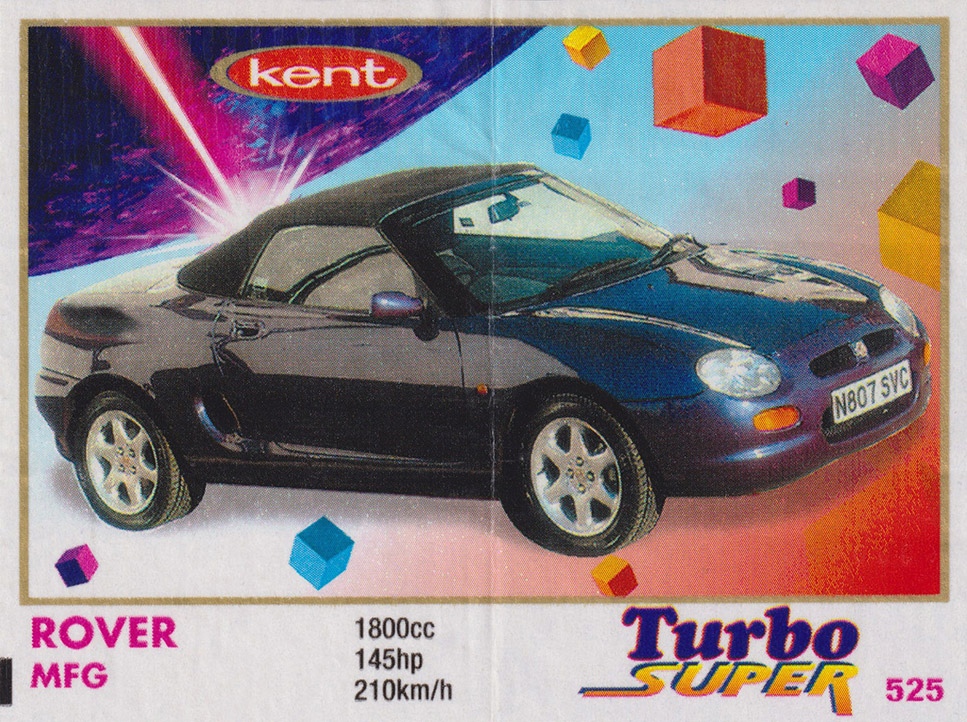 kent
N807 SVC
ROVER
MFG
1800cc
145hp
210km/h
Turbo
SUPER
525